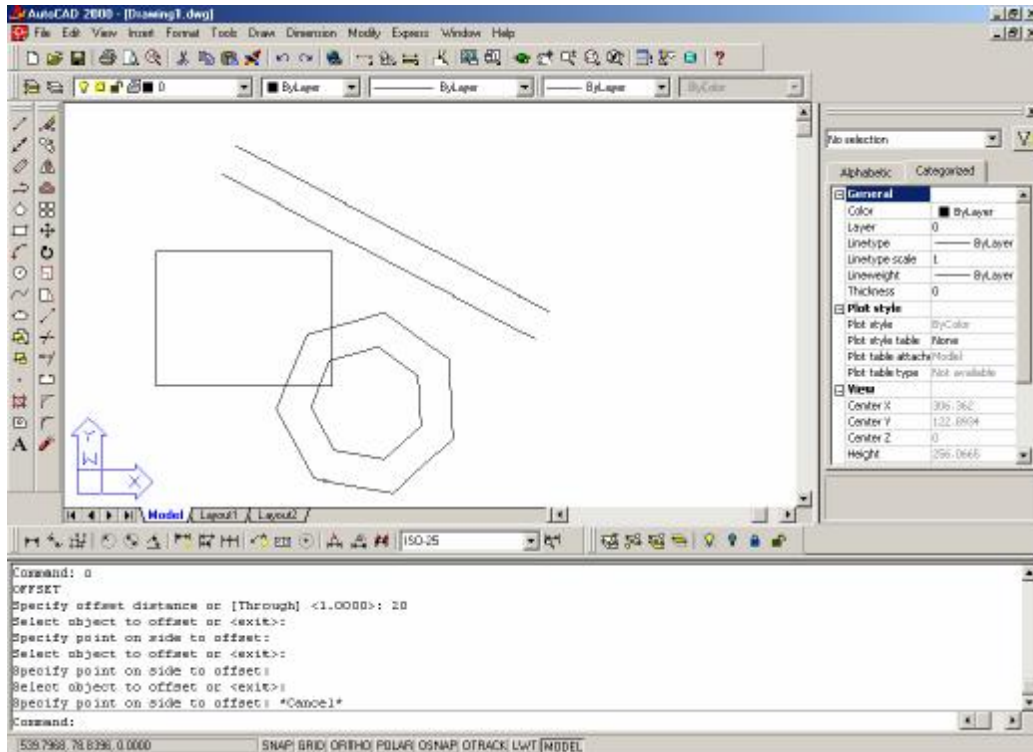 AutoCAD 2000 - [Drawing1.dwg]
File Edit View Insert Format Tools Draw Dimension Modify Express Window Help
0 ByLayer ByLayer ByLayer ByColor
No selection
Alphabetic Categorized
General
Color ByLayer
Layer 0
Linetype ByLayer
Linetype scale 1
Lineweight ByLayer
Thickness 0
Plot style
Plot style ByColor
Plot style table None
Plot table attache Model
Plot table type Not available
View
Center X 306.362
Center Y 122.8934
Center Z 0
Height 256.0665
A
Y
W
X
Model Layout1 Layout2
ISO-25
Command: o
OFFSET
Specify offset distance or [Through] <1.0000>: 20
Select object to offset or <exit>:
Specify point on side to offset:
Select object to offset or <exit>:
Specify point on side to offset:
Select object to offset or <exit>:
Specify point on side to offset: *Cancel*
Command:
539.7968, 78.8396, 0.0000 SNAP GRID ORTHO POLAR OSNAP OTRACK LWT MODEL